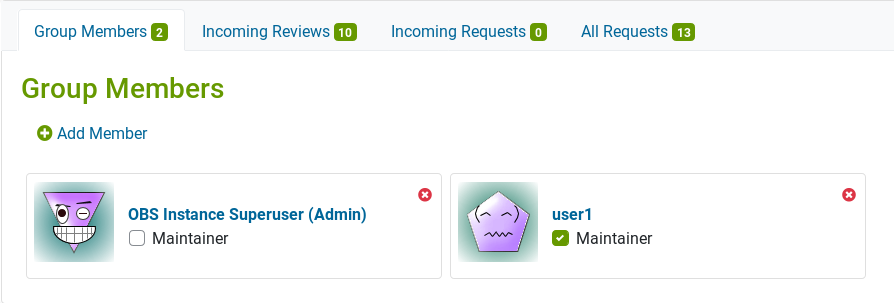 Group Members 2 Incoming Reviews 10 Incoming Requests 0 All Requests 13
Group Members
Add Member
OBS Instance Superuser (Admin)
Maintainer
user1
Maintainer